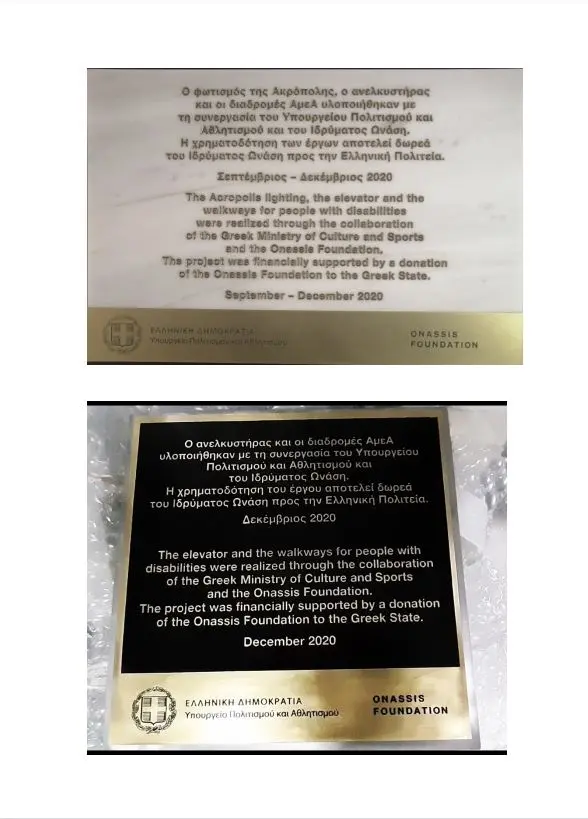 Ο φωτισμός της Ακρόπολης, ο ανελκυστήρας
και οι διαδρομές ΑμεΑ υλοποιήθηκαν με
τη συνεργασία του Υπουργείου Πολιτισμού και
Αθλητισμού και του Ιδρύματος Ωνάση.
Η χρηματοδότηση των έργων αποτελεί δωρεά
του Ιδρύματος Ωνάση προς την Ελληνική Πολιτεία.
Σεπτέμβριος – Δεκέμβριος 2020
The Acropolis lighting, the elevator and the
walkways for people with disabilities
were realized through the collaboration
of the Greek Ministry of Culture and Sports
and the Onassis Foundation.
The project was financially supported by a donation
of the Onassis Foundation to the Greek State.
September – December 2020
ΕΛΛΗΝΙΚΗ ΔΗΜΟΚΡΑΤΙΑ
Υπουργείο Πολιτισμού και Αθλητισμού
ONASSIS
FOUNDATION
Ο ανελκυστήρας και οι διαδρομές ΑμεΑ
υλοποιήθηκαν με τη συνεργασία του Υπουργείου
Πολιτισμού και Αθλητισμού και
του Ιδρύματος Ωνάση.
Η χρηματοδότηση του έργου αποτελεί δωρεά
του Ιδρύματος Ωνάση προς την Ελληνική Πολιτεία.
Δεκέμβριος 2020
The elevator and the walkways for people with
disabilities were realized through the collaboration
of the Greek Ministry of Culture and Sports
and the Onassis Foundation.
The project was financially supported by a donation
of the Onassis Foundation to the Greek State.
December 2020
ΕΛΛΗΝΙΚΗ ΔΗΜΟΚΡΑΤΙΑ
Υπουργείο Πολιτισμού και Αθλητισμού
ONASSIS
FOUNDATION